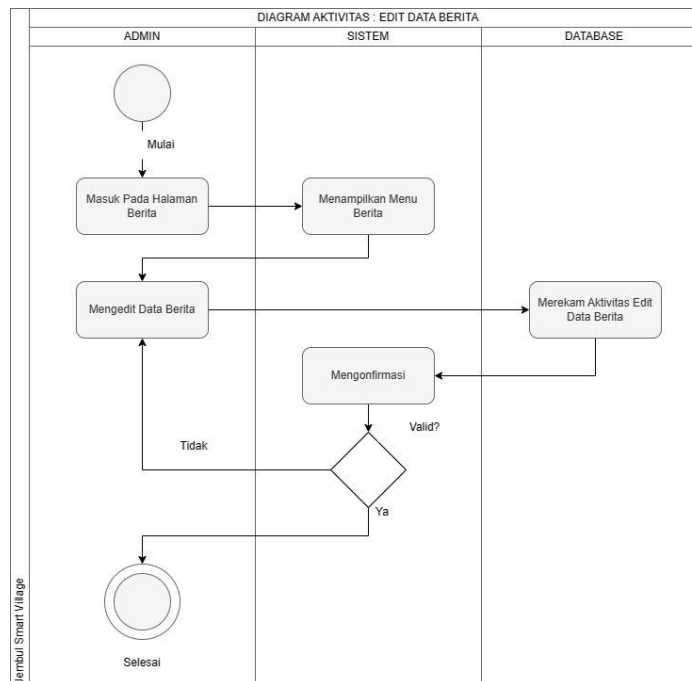 DIAGRAM AKTIVITAS : EDIT DATA BERITA
ADMIN
SISTEM
DATABASE
Mulai
Masuk Pada Halaman
Berita
Menampilkan Menu
Berita
Mengedit Data Berita
Merekam Aktivitas Edit
Data Berita
Mengonfirmasi
Valid?
Tidak
Ya
Selesai
Jembul Smart Village